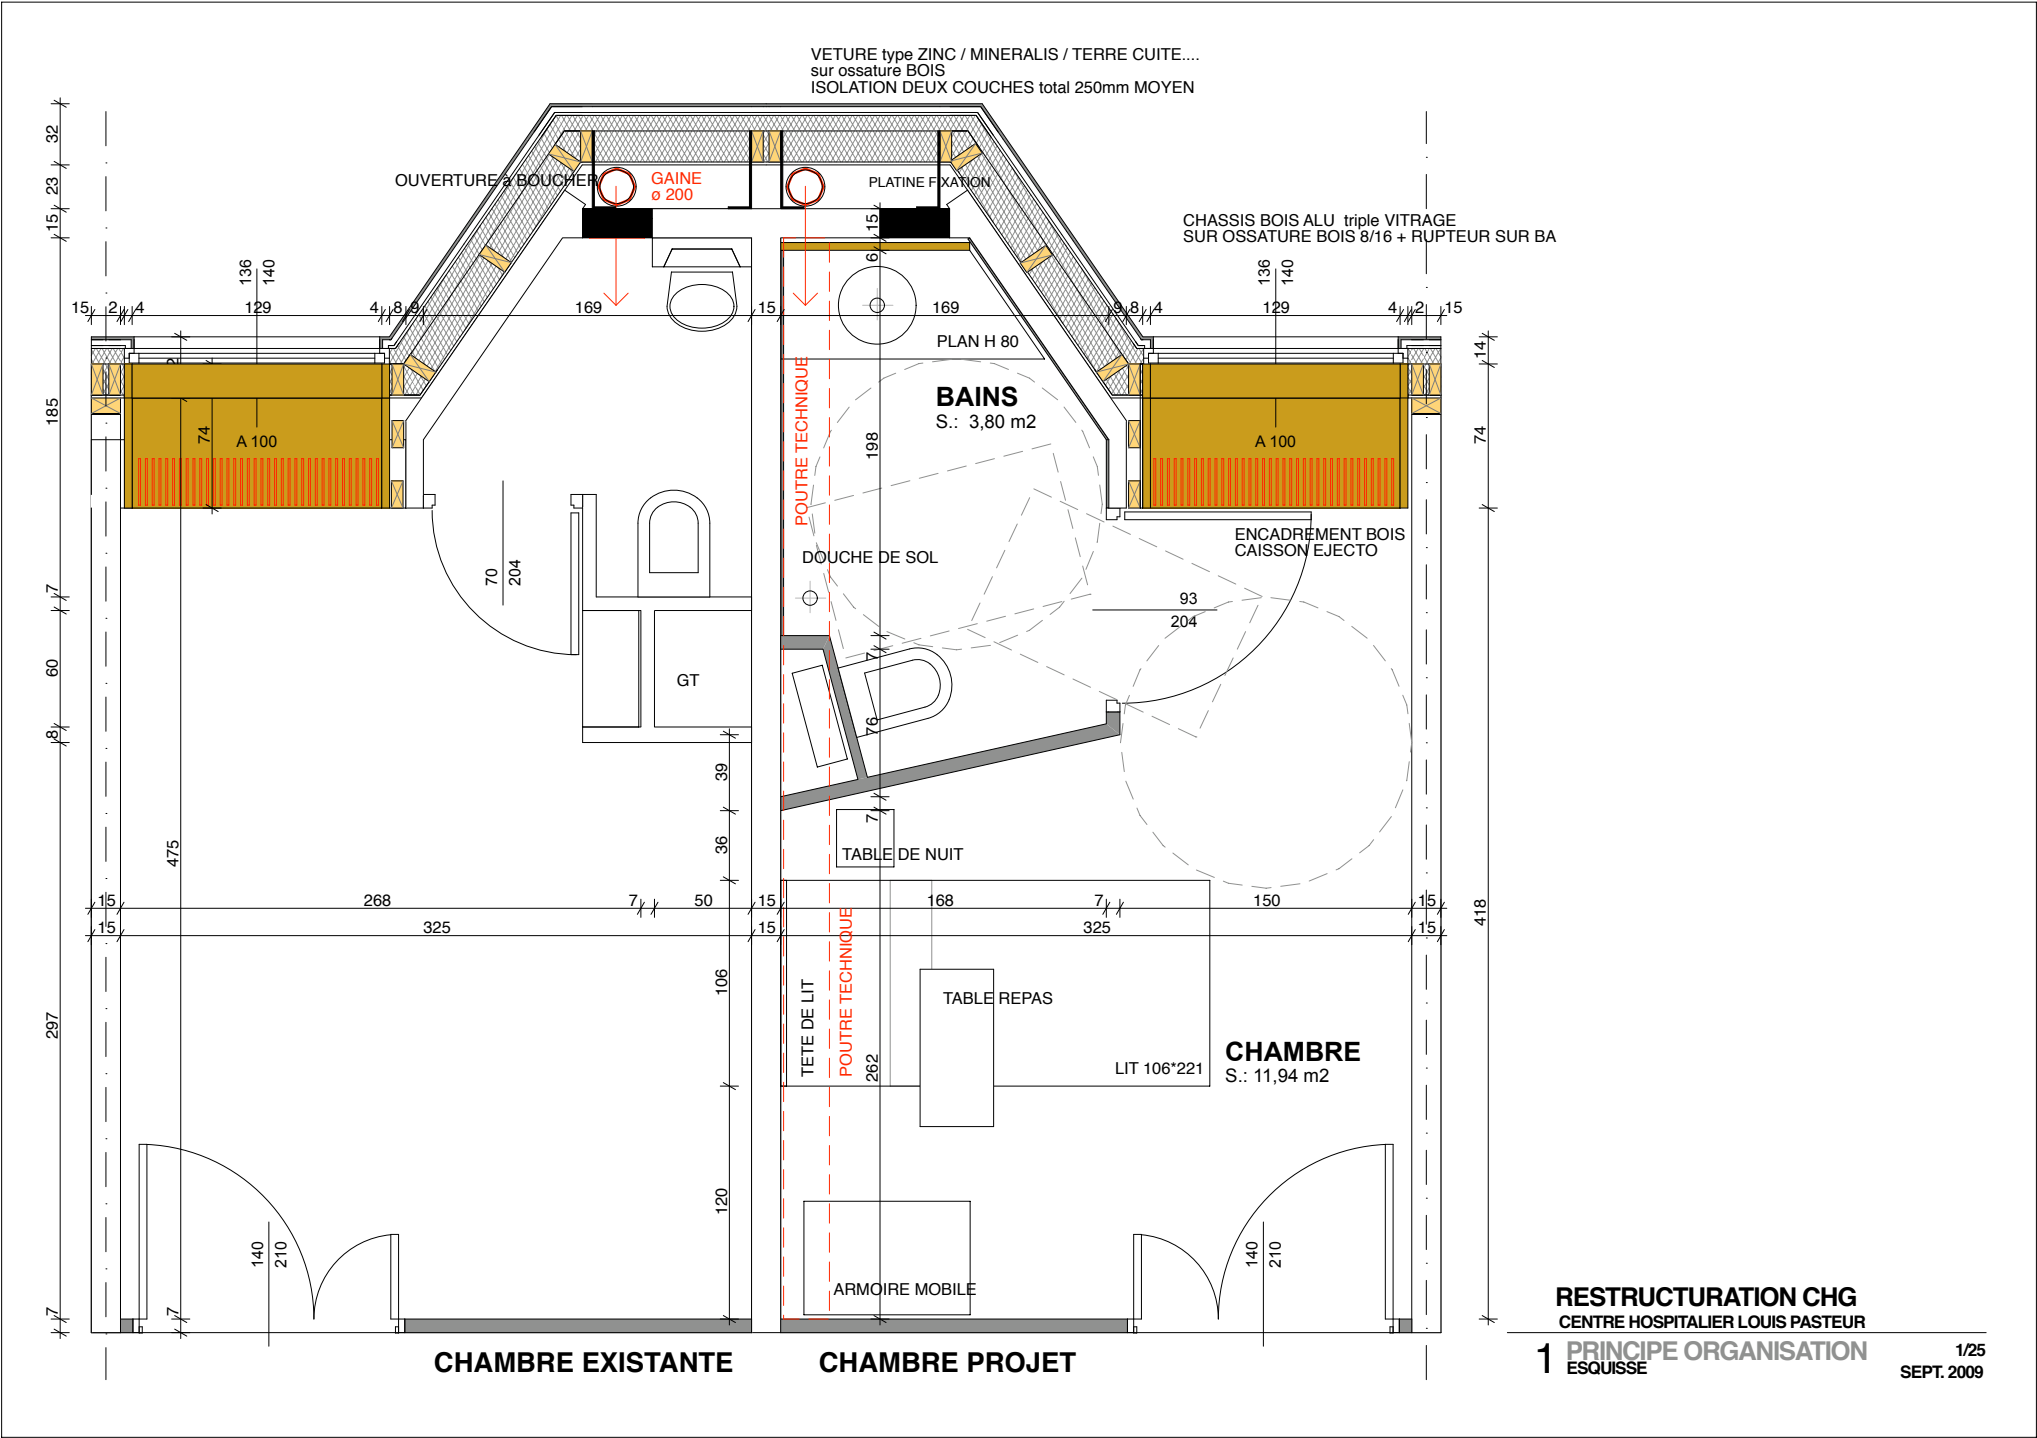 VETURE type ZINC / MINERALIS / TERRE CUITE....
sur ossature BOIS
ISOLATION DEUX COUCHES total 250mm MOYEN
OUVERTURE à BOUCHER
GAINE
ø 200
PLATINE FIXATION
CHASSIS BOIS ALU triple VITRAGE
SUR OSSATURE BOIS 8/16 + RUPTEUR SUR BA
32
23
15
185
7
60
8
297
7
136
140
15
2
4
129
4
8
9
169
15
169
9
8
4
129
4
2
15
136
140
15
6
198
7
76
7
262
14
74
418
2
74
475
7
A 100
A 100
PLAN H 80
BAINS
S.: 3,80 m2
POUTRE TECHNIQUE
DOUCHE DE SOL
ENCADREMENT BOIS
CAISSON EJECTO
70
204
93
204
GT
39
36
106
120
TABLE DE NUIT
15
268
7
50
15
168
7
150
15
15
325
15
325
15
TETE DE LIT
POUTRE TECHNIQUE
TABLE REPAS
LIT 106*221
CHAMBRE
S.: 11,94 m2
140
210
140
210
ARMOIRE MOBILE
CHAMBRE EXISTANTE
CHAMBRE PROJET
RESTRUCTURATION CHG
CENTRE HOSPITALIER LOUIS PASTEUR
1 PRINCIPE ORGANISATION
ESQUISSE
1/25
SEPT. 2009